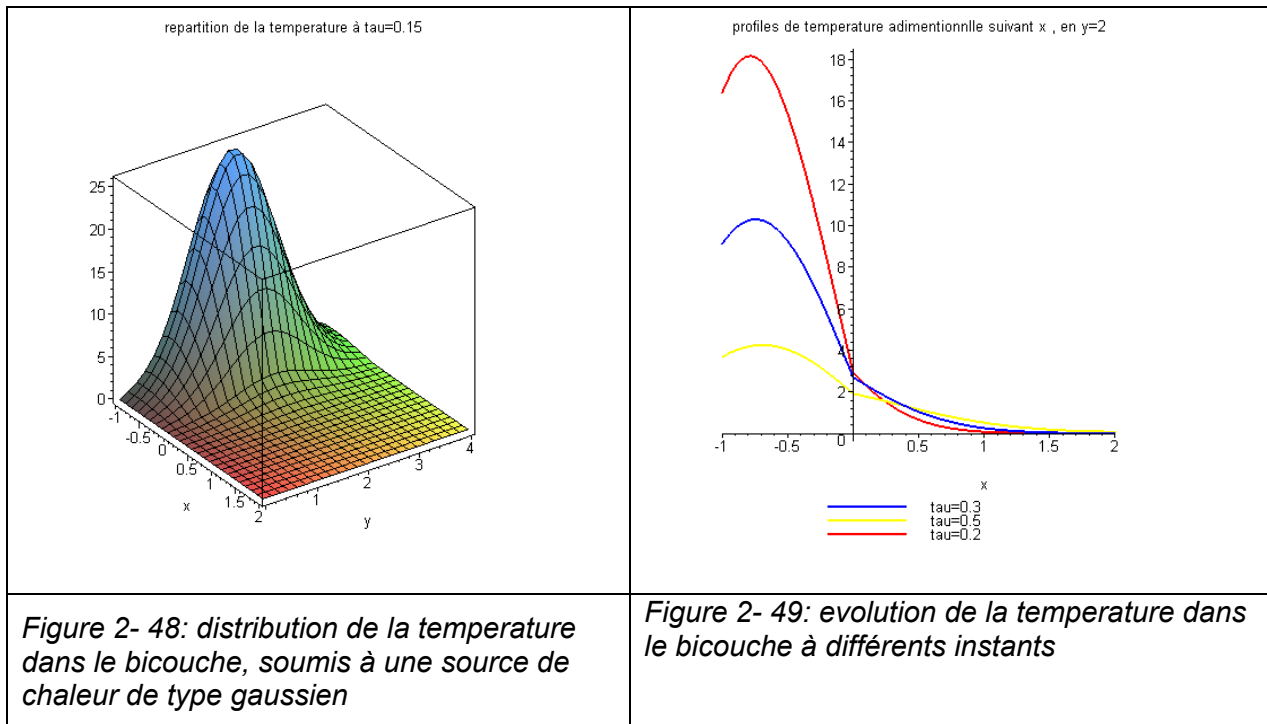 repartition de la temperature à tau=0.15
25
20
15
10
5
0
-1
-0.5
0
0.5
1
1.5
2
x
1
2
3
4
y
Figure 2- 48: distribution de la temperature
dans le bicouche, soumis à une source de
chaleur de type gaussien
profiles de temperature adimentionnlle suivant x , en y=2
18
16
14
12
10
8
6
4
2
0
-1
-0.5
0.5
1
1.5
2
x
tau=0.3
tau=0.5
tau=0.2
Figure 2- 49: evolution de la temperature dans
le bicouche à différents instants